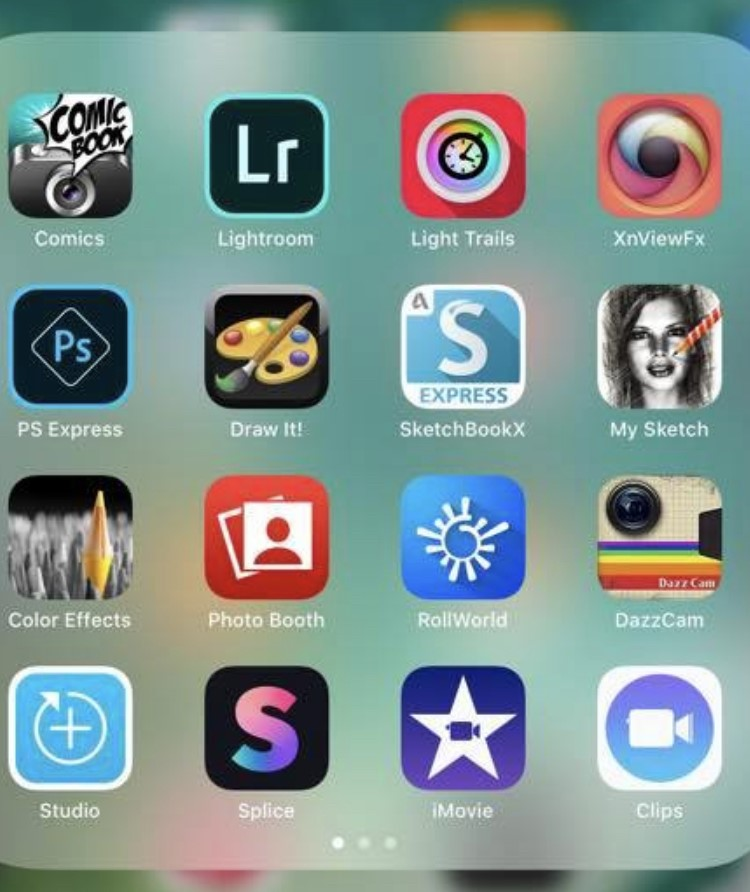 COMIC
BOOK
Lr
Comics
Lightroom
Light Trails
XnViewFx
Ps
A
S
EXPRESS
PS Express
Draw It!
SketchBookX
My Sketch
Dazz Cam
Color Effects
Photo Booth
RollWorld
DazzCam
S
Studio
Splice
iMovie
Clips